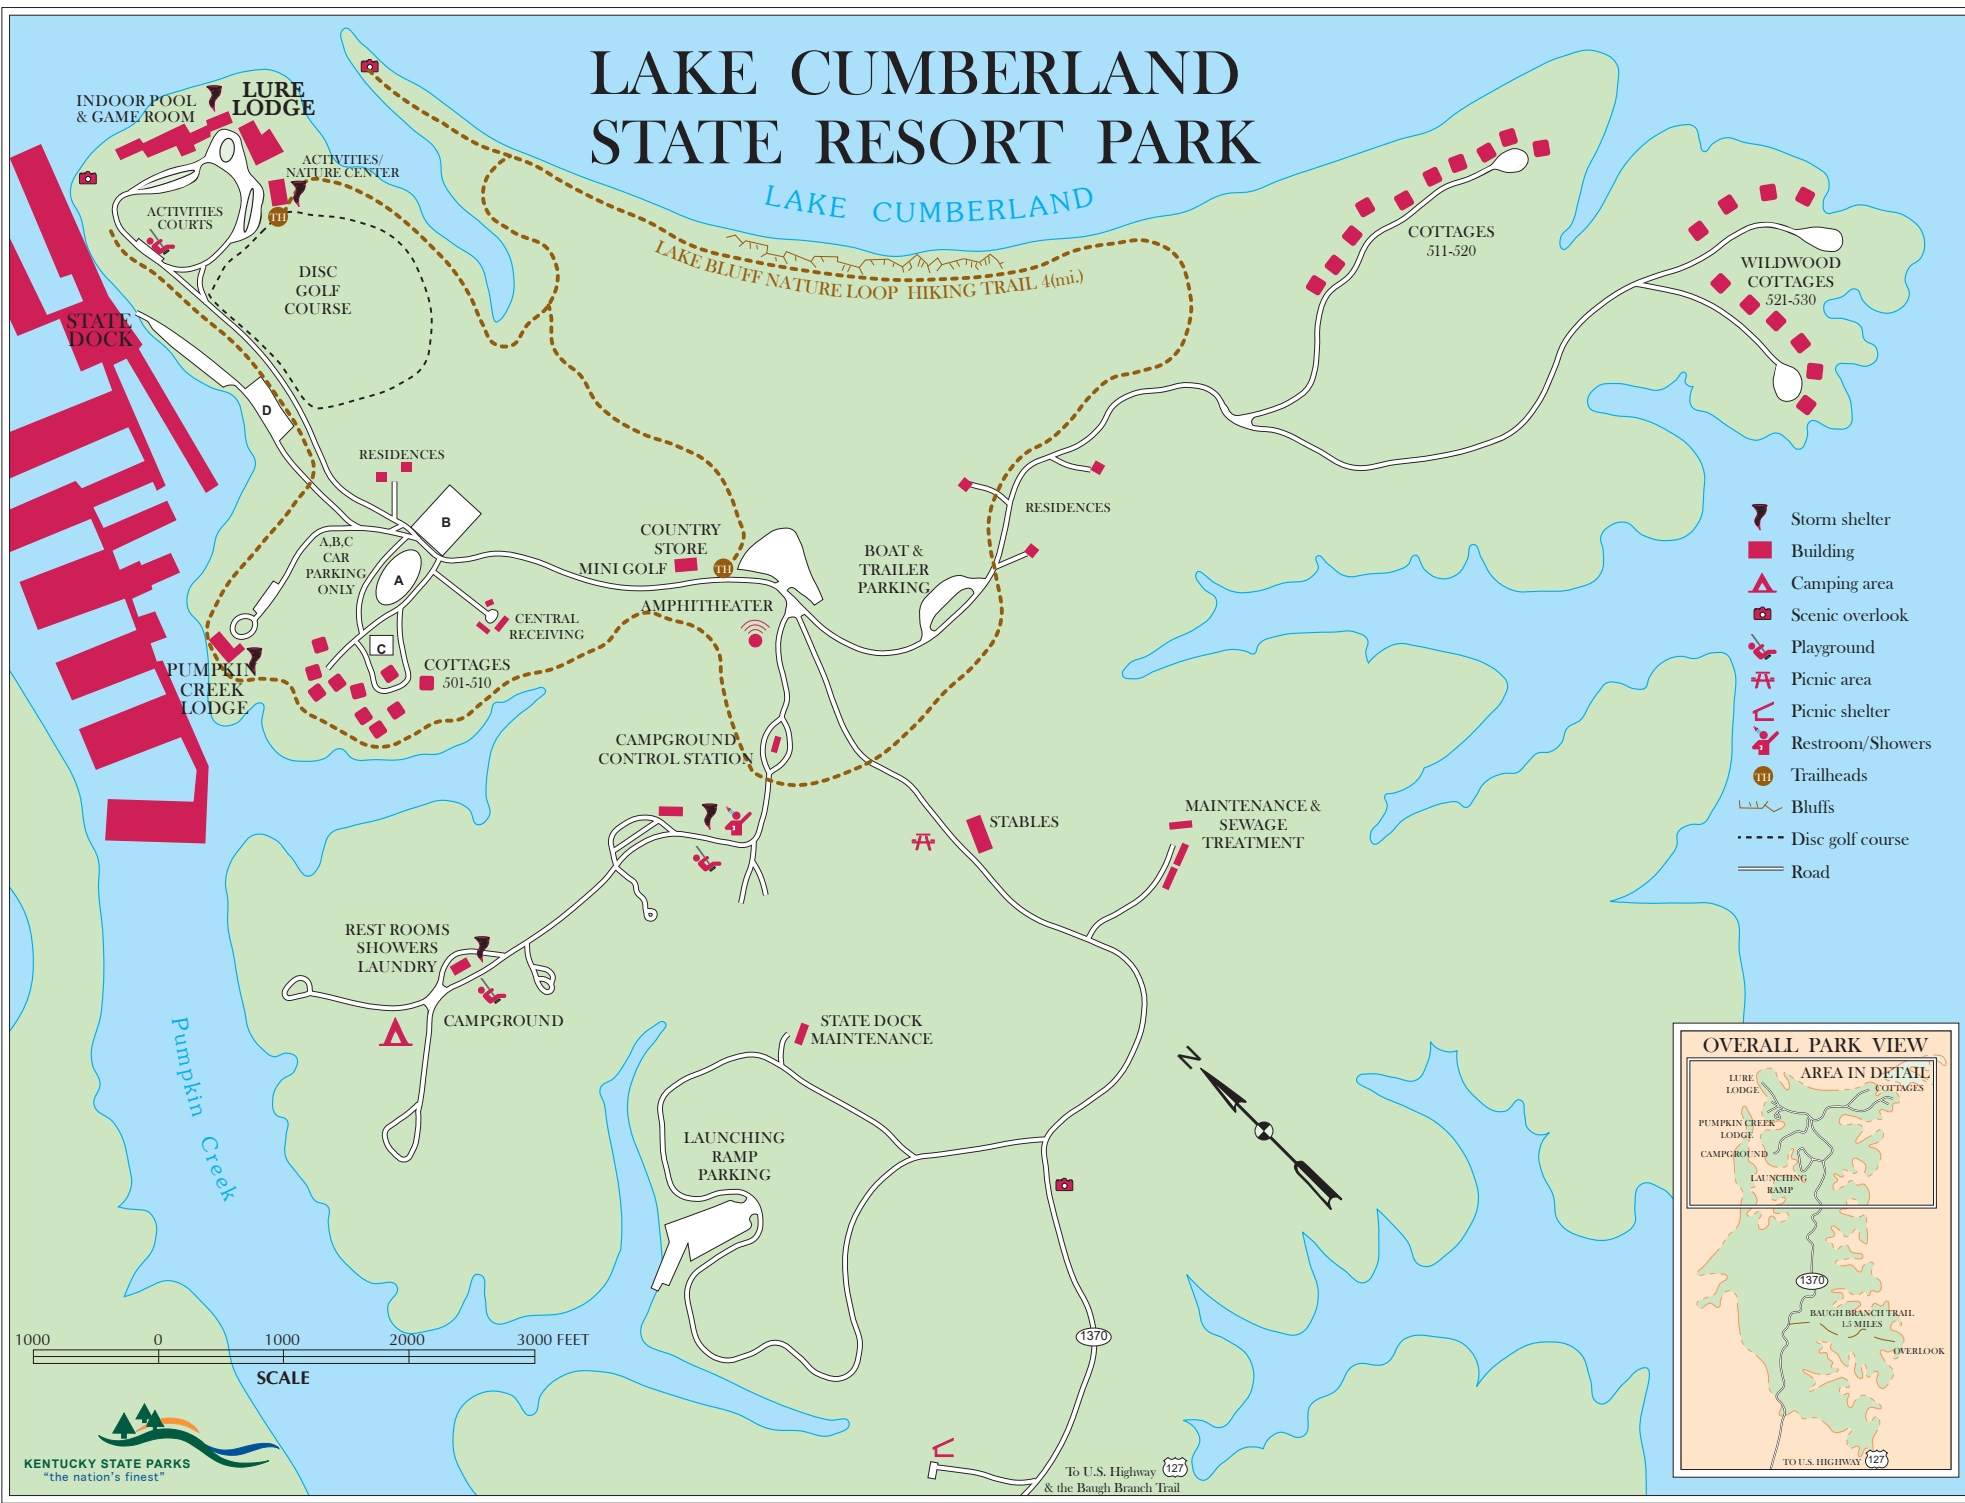 LAKE CUMBERLAND
STATE RESORT PARK
LAKE CUMBERLAND
INDOOR POOL
& GAME ROOM
LURE
LODGE
ACTIVITIES/
NATURE CENTER
TH
ACTIVITIES
COURTS
DISC
GOLF
COURSE
STATE
DOCK
D
LAKE BLUFF NATURE LOOP HIKING TRAIL 4(mi.)
COTTAGES
511-520
WILDWOOD
COTTAGES
521-530
RESIDENCES
B
A,B,C
CAR
PARKING
ONLY
A
C
COUNTRY
STORE
MINI GOLF
TH
AMPHITHEATER
BOAT &
TRAILER
PARKING
RESIDENCES
CENTRAL
RECEIVING
COTTAGES
501-510
PUMPKIN
CREEK
LODGE
CAMPGROUND
CONTROL STATION
STABLES
MAINTENANCE &
SEWAGE
TREATMENT
REST ROOMS
SHOWERS
LAUNDRY
CAMPGROUND
STATE DOCK
MAINTENANCE
LAUNCHING
RAMP
PARKING
Pumpkin Creek
N
1370
To U.S. Highway 127
& the Baugh Branch Trail
Storm shelter
Building
Camping area
Scenic overlook
Playground
Picnic area
Picnic shelter
Restroom/Showers
TH Trailheads
Bluffs
Disc golf course
Road
OVERALL PARK VIEW
AREA IN DETAIL
LURE
LODGE
COTTAGES
PUMPKIN CREEK
LODGE
CAMPGROUND
LAUNCHING
RAMP
1370
BAUGH BRANCH TRAIL
1.5 MILES
OVERLOOK
TO U.S. HIGHWAY 127
1000 0 1000 2000 3000 FEET
SCALE
KENTUCKY STATE PARKS
"the nation's finest"